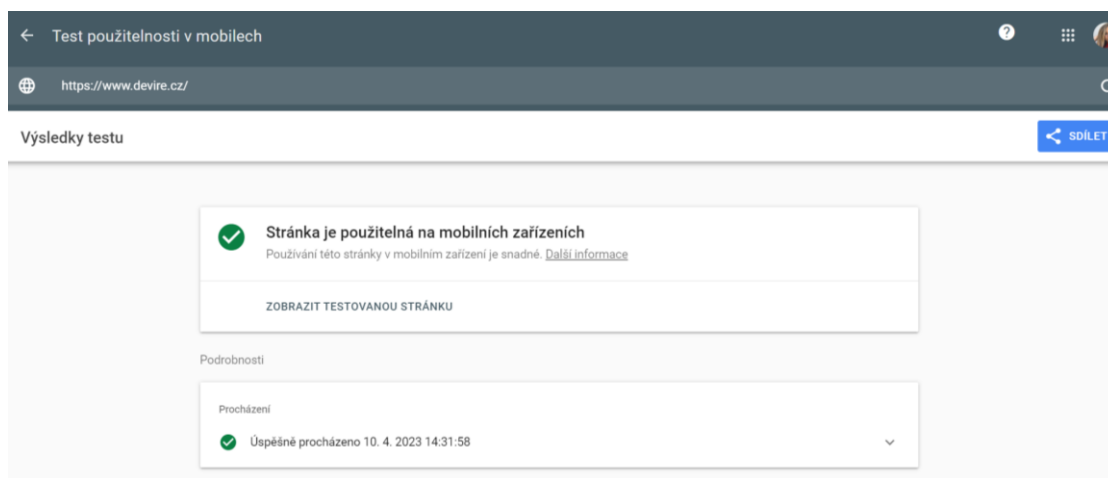 Test použitelnosti v mobilech
https://www.devire.cz/
Výsledky testu
SDÍLET
Stránka je použitelná na mobilních zařízeních
Používání této stránky v mobilním zařízení je snadné. Další informace
ZOBRAZIT TESTOVANOU STRÁNKU
Podrobnosti
Procházení
Úspěšně procházeno 10. 4. 2023 14:31:58